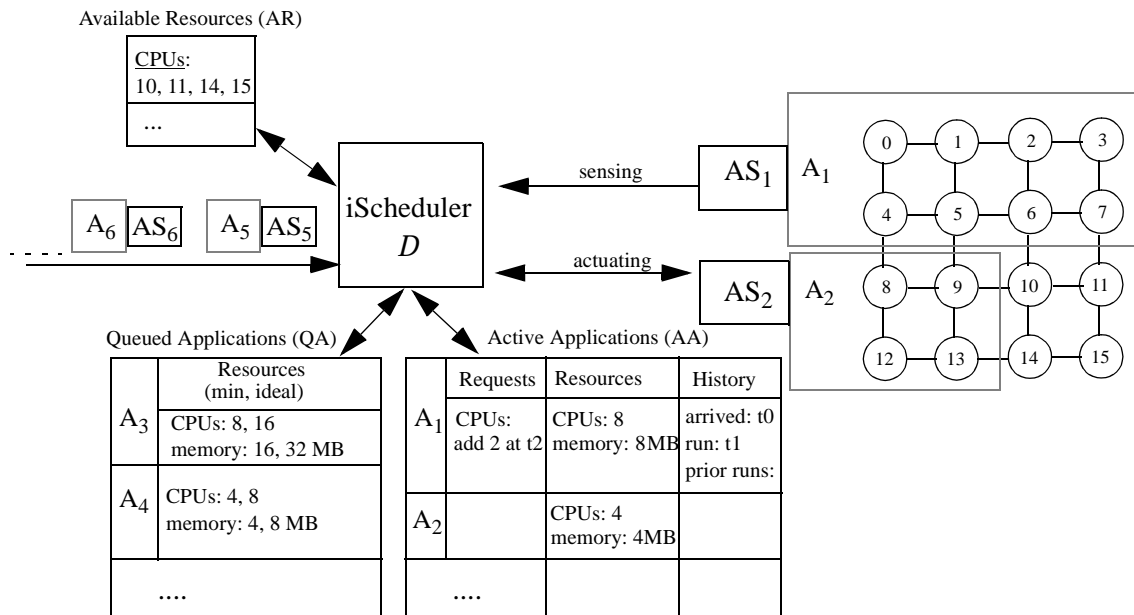 Available Resources (AR)
CPUs:
10, 11, 14, 15
...
iScheduler
D
sensing
actuating
A6 AS6 A5 AS5
AS1 A1
AS2 A2
0 1 2 3
4 5 6 7
8 9 10 11
12 13 14 15
Queued Applications (QA)
Resources
(min, ideal)
A3
CPUs: 8, 16
memory: 16, 32 MB
A4
CPUs: 4, 8
memory: 4, 8 MB
....
Active Applications (AA)
Requests Resources History
A1
CPUs:
add 2 at t2
CPUs: 8
memory: 8MB
arrived: t0
run: t1
prior runs:
A2
CPUs: 4
memory: 4MB
....